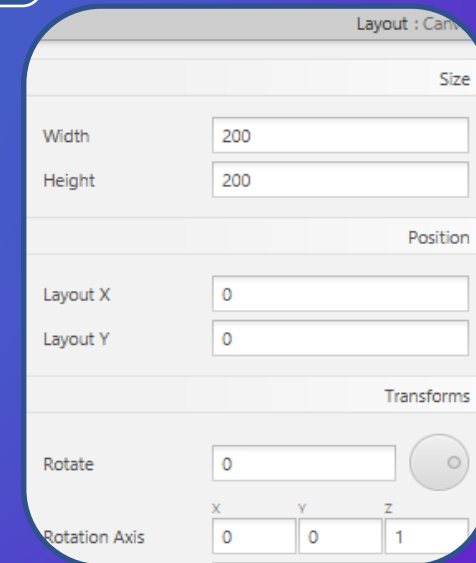 Layout : Canv
Size
Width 200
Height 200
Position
Layout X 0
Layout Y 0
Transforms
Rotate 0
X Y Z
Rotation Axis 0 0 1